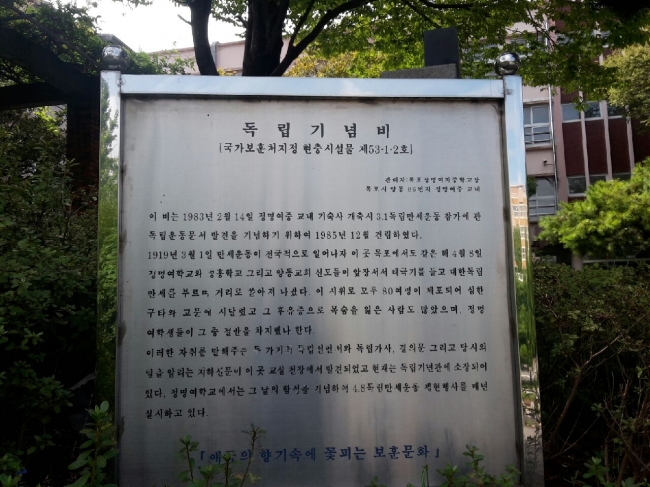 독립기념비
[국가보훈처지정 현충시설물 제53-1-2호]
관리자:목포정명여자중학교장
목포시 양동 86번지 정명여중 교내
이 비는 1983년 2월 14일 정명여중 교내 기숙사 개축시 3.1독립만세운동 참가에 관
독립운동문서 발견을 기념하기 위하여 1985년 12월 건립하였다.
1919년 3월 1일 만세운동이 전국적으로 일어나자 이 곳 목포에서도 같은 해 4월 8일
정명여학교와 영흥학교 그리고 양동교회 신도들이 앞장서서 태극기를 들고 대한독립
만세를 부르며, 거리로 쏟아져 나섰다. 이 시위로 모두 80여명이 체포되어 심한
구타와 고문에 시달렸고 그 후유증으로 목숨을 잃은 사람도 많았으며, 정명
여학생들이 그 중 절반을 차지했다 한다.
이러한 자취를 말해주는 두 가지의 독립선언서와 독립가사, 결의문 그리고 당시의
일을 알리는 지하신문이 이 곳 교실 천장에서 발견되었고 현재는 독립기념관에 소장되어
있다. 정명여학교에서는 그 날의 함성을 기념하여 4.8독립만세운동 재현행사를 매년
실시하고 있다.
「애국의 향기속에 꽃피는 보훈문화」